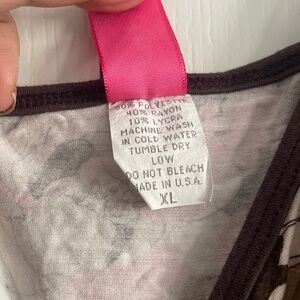 50% POLYESTER
40% RAYON
10% LYCRA
MACHINE WASH
IN COLD WATER
TUMBLE DRY
LOW
DO NOT BLEACH
MADE IN U.S.A.
XL